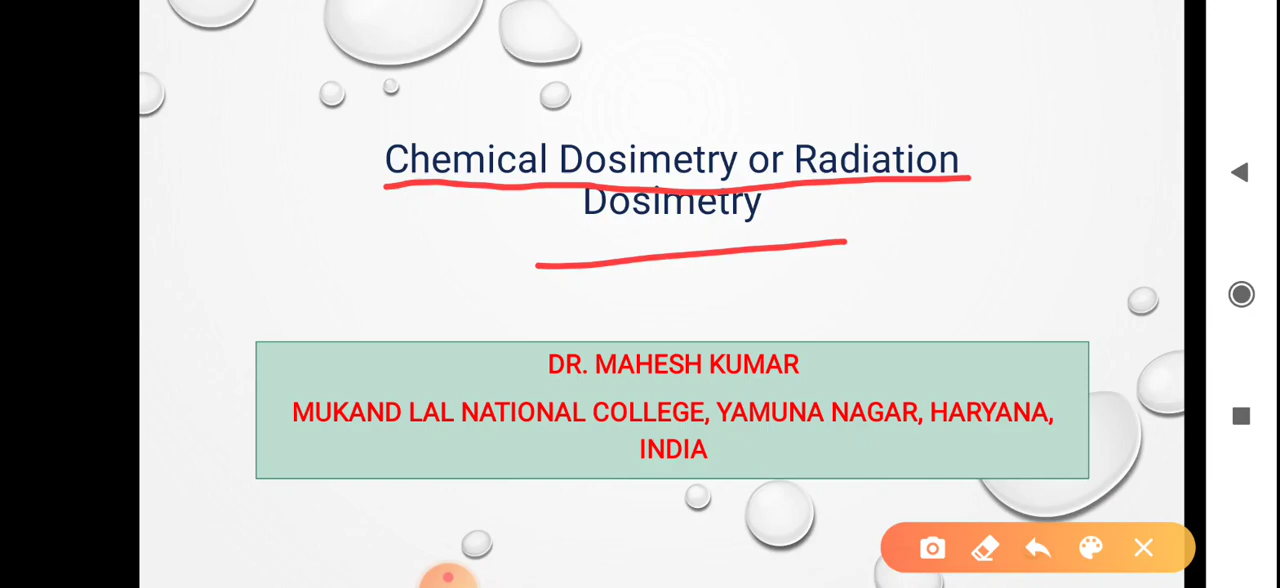 Chemical Dosimetry or Radiation
Dosimetry
DR. MAHESH KUMAR
MUKAND LAL NATIONAL COLLEGE, YAMUNA NAGAR, HARYANA,
INDIA